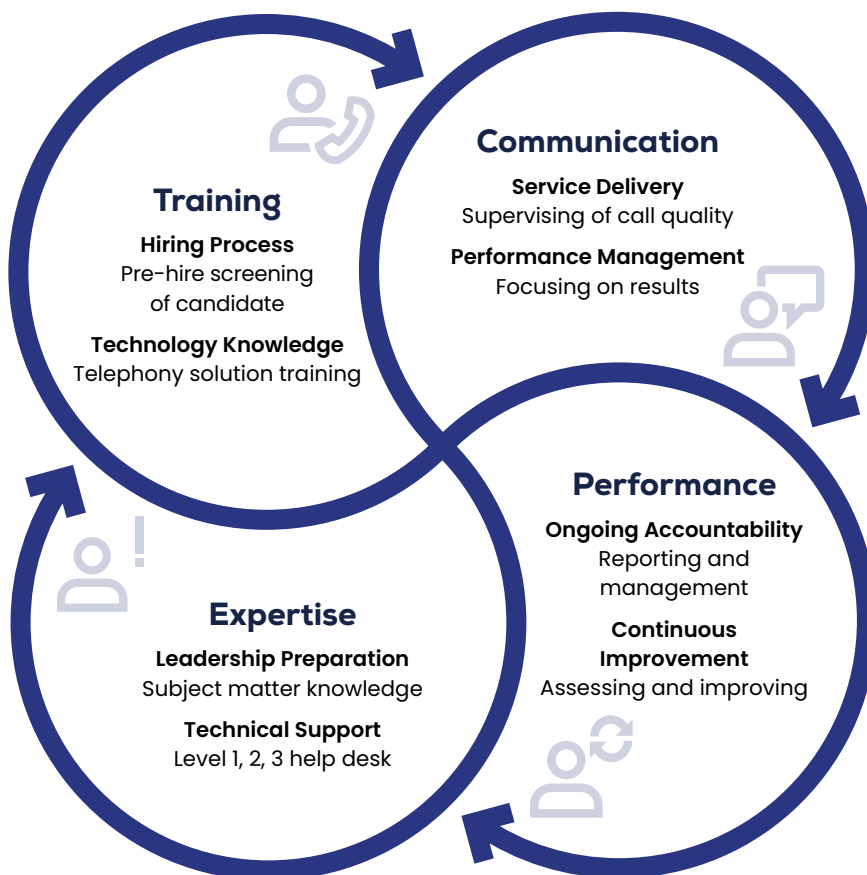 Training
Hiring Process
Pre-hire screening
of candidate
Technology Knowledge
Telephony solution training
Communication
Service Delivery
Supervising of call quality
Performance Management
Focusing on results
Performance
Ongoing Accountability
Reporting and
management
Continuous
Improvement
Assessing and improving
Expertise
Leadership Preparation
Subject matter knowledge
Technical Support
Level 1, 2, 3 help desk